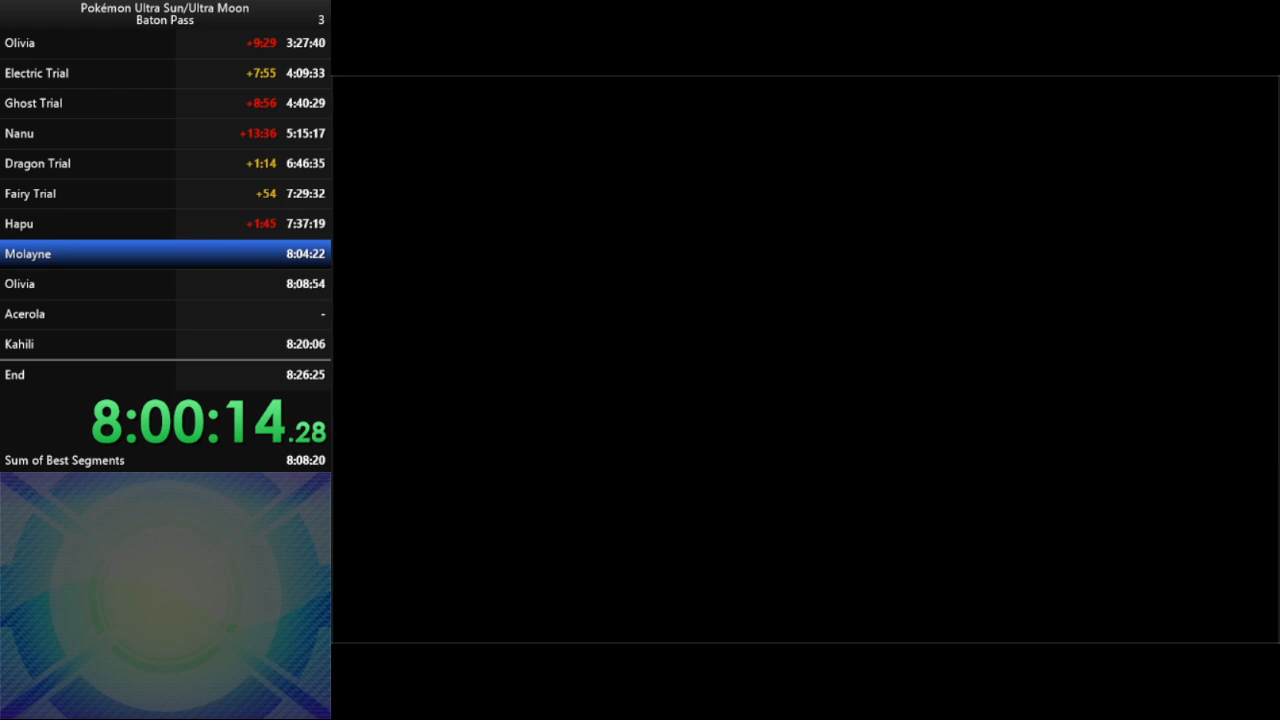 Pokémon Ultra Sun/Ultra Moon
Baton Pass 3
Olivia +9:29 3:27:40
Electric Trial +7:55 4:09:33
Ghost Trial +8:56 4:40:29
Nanu +13:36 5:15:17
Dragon Trial +1:14 6:46:35
Fairy Trial +54 7:29:32
Hapu +1:45 7:37:19
Molayne 8:04:22
Olivia 8:08:54
Acerola -
Kahili 8:20:06
End 8:26:25
8:00:14.28
Sum of Best Segments 8:08:20